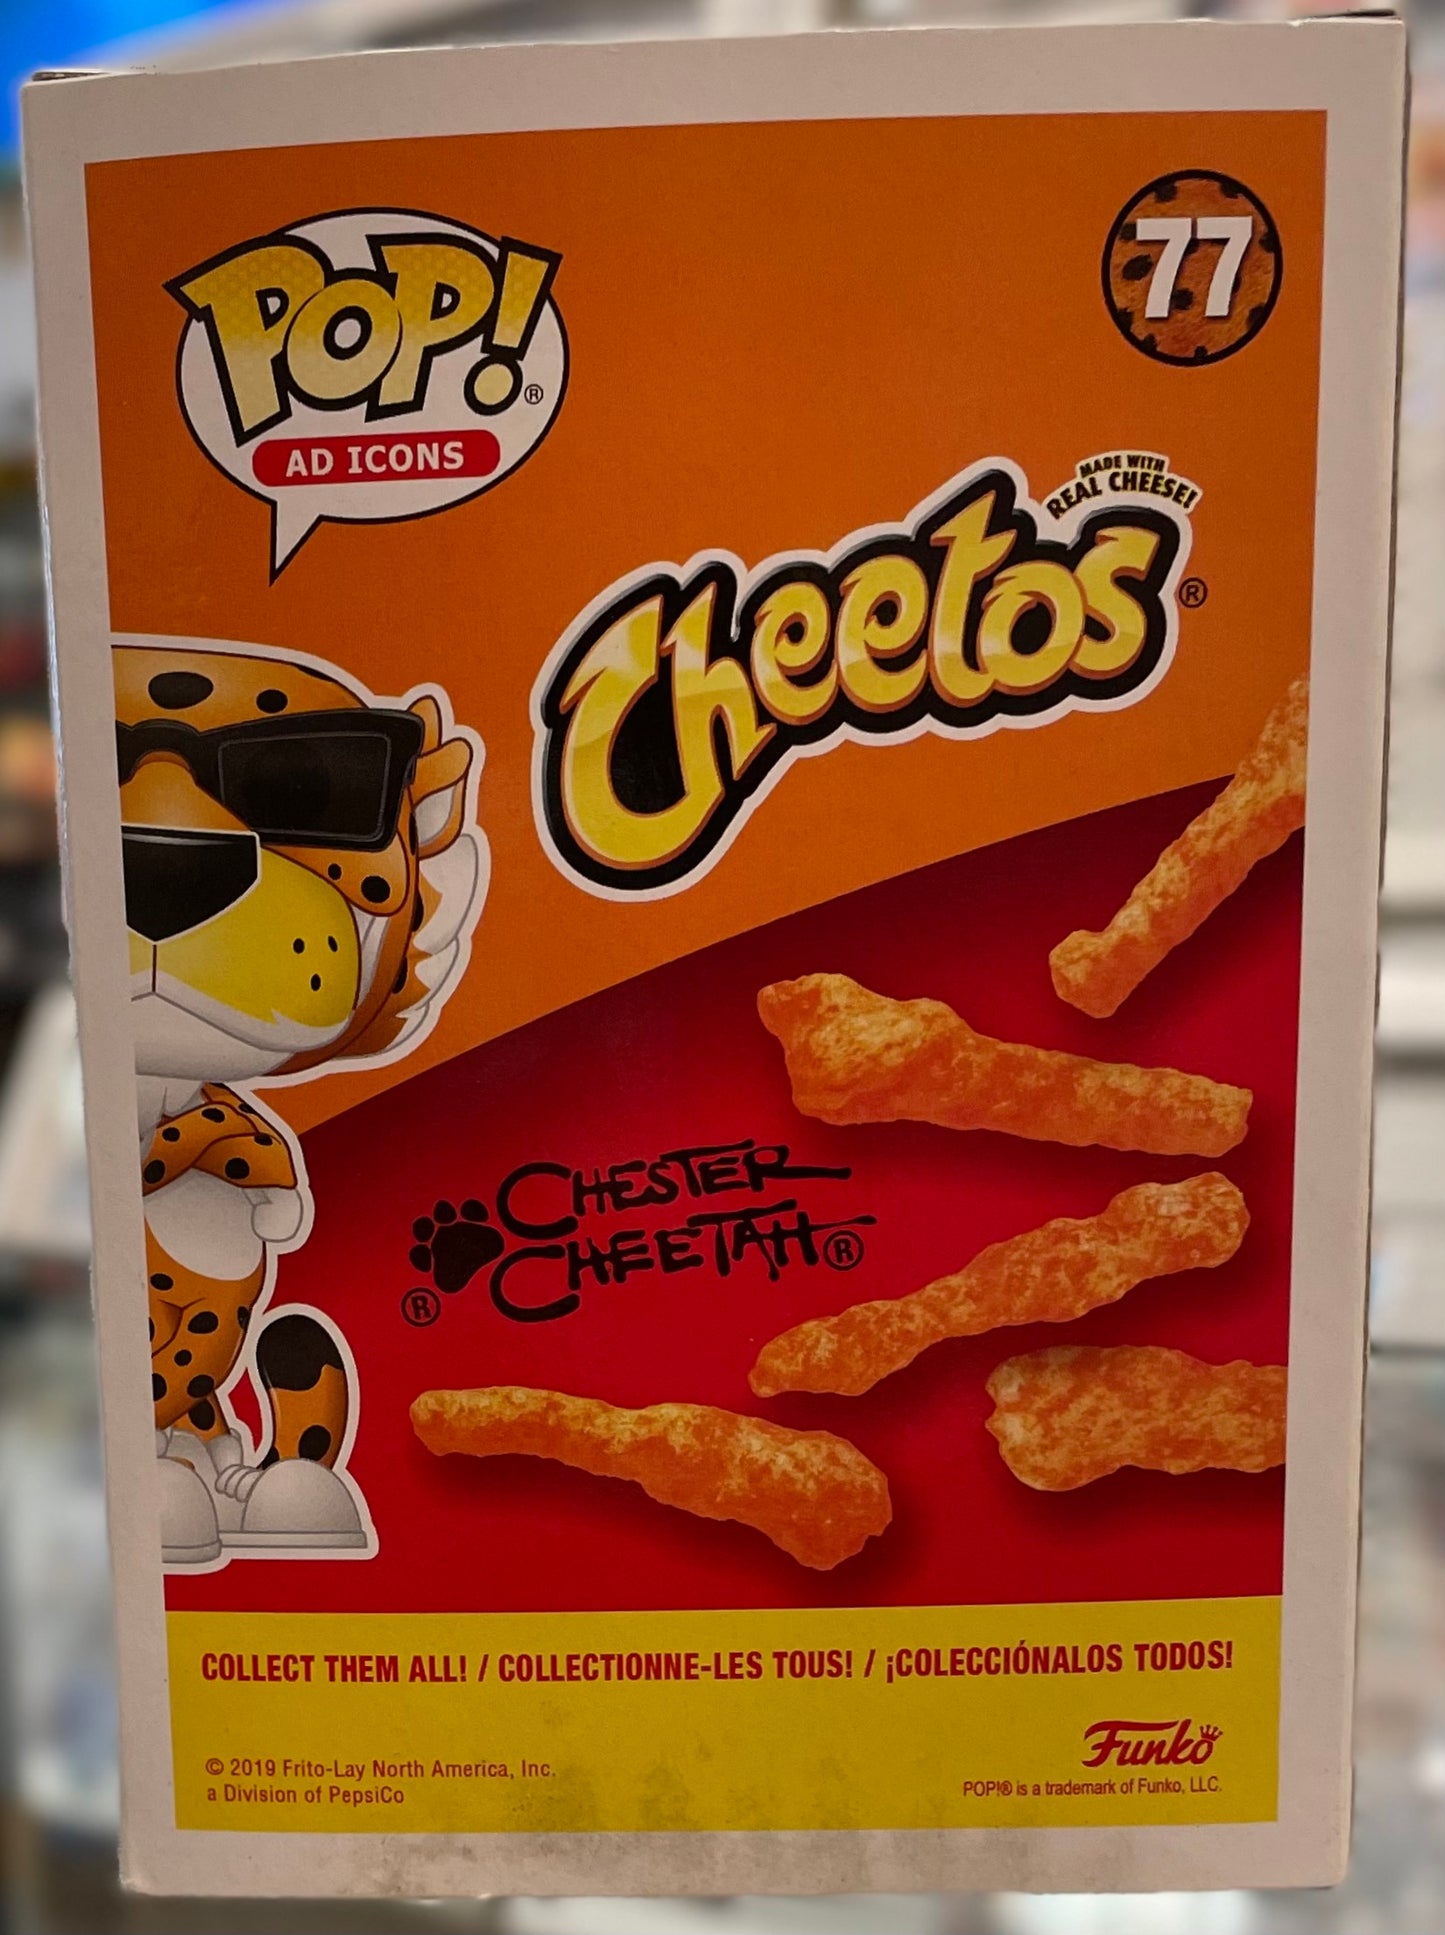 POP!®
AD ICONS
77
MADE WITH
REAL CHEESE!
Cheetos®
CHESTER
CHEETAH®
®
COLLECT THEM ALL! / COLLECTIONNE-LES TOUS! / ¡COLECCIÓNALOS TODOS!
© 2019 Frito-Lay North America, Inc.
a Division of PepsiCo
Funko
POP!® is a trademark of Funko, LLC.